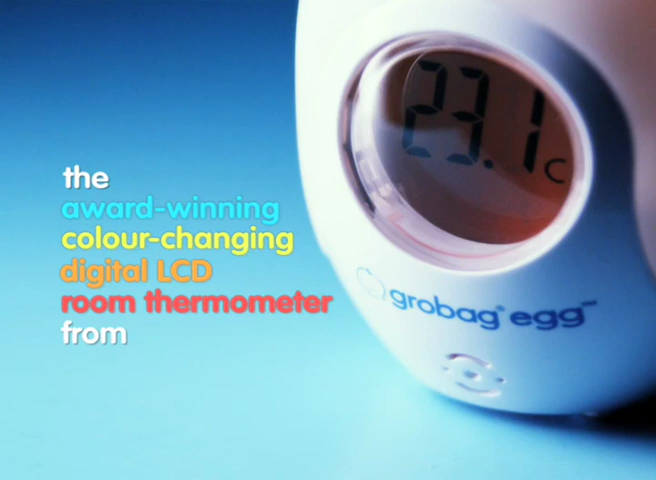 the
award-winning
colour-changing
digital LCD
room thermometer
from
23.1c
grobag® egg™